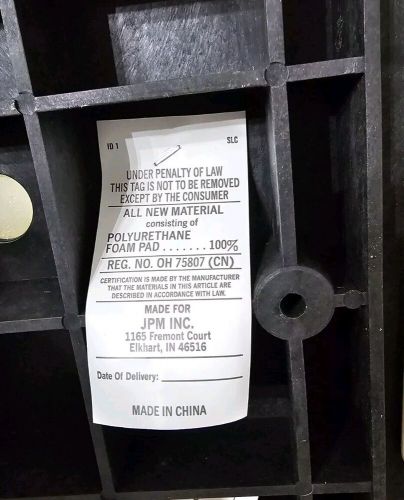 ID 1 SLC
UNDER PENALTY OF LAW
THIS TAG IS NOT TO BE REMOVED
EXCEPT BY THE CONSUMER
ALL NEW MATERIAL
consisting of
POLYURETHANE
FOAM PAD ....... 100%
REG. NO. OH 75807 (CN)
CERTIFICATION IS MADE BY THE MANUFACTURER
THAT THE MATERIALS IN THIS ARTICLE ARE
DESCRIBED IN ACCORDANCE WITH LAW.
MADE FOR
JPM INC.
1165 Fremont Court
Elkhart, IN 46516
Date Of Delivery:
MADE IN CHINA